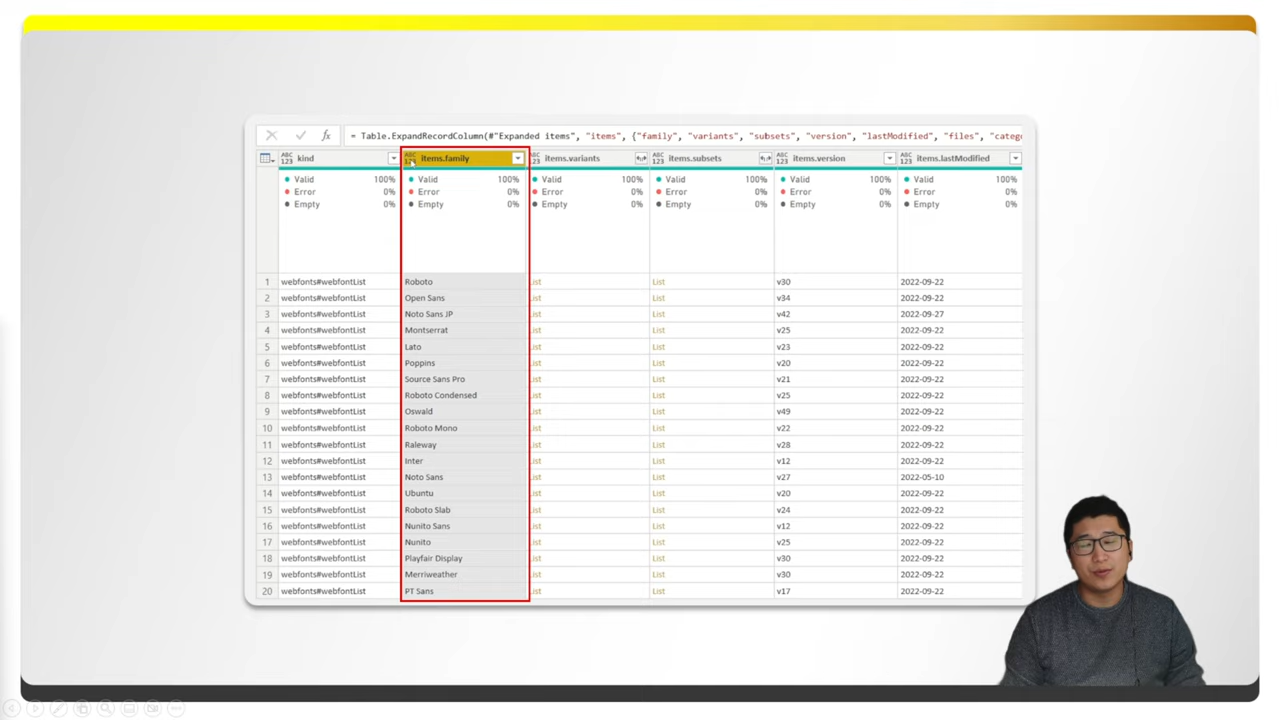 = Table.ExpandRecordColumn(#"Expanded items", "items", {"family", "variants", "subsets", "version", "lastModified", "files", "categ
ABC 123 kind ABC 123 items.family 123 items.variants ABC 123 items.subsets ABC 123 items.version ABC 123 items.lastModified
Valid 100% Valid 100% Valid 100% Valid 100% Valid 100% Valid 100%
Error 0% Error 0% Error 0% Error 0% Error 0% Error 0%
Empty 0% Empty 0% Empty 0% Empty 0% Empty 0% Empty 0%
1 webfonts#webfontList Roboto List List v30 2022-09-22
2 webfonts#webfontList Open Sans List List v34 2022-09-22
3 webfonts#webfontList Noto Sans JP List List v42 2022-09-27
4 webfonts#webfontList Montserrat List List v25 2022-09-22
5 webfonts#webfontList Lato List List v23 2022-09-22
6 webfonts#webfontList Poppins List List v20 2022-09-22
7 webfonts#webfontList Source Sans Pro List List v21 2022-09-22
8 webfonts#webfontList Roboto Condensed List List v25 2022-09-22
9 webfonts#webfontList Oswald List List v49 2022-09-22
10 webfonts#webfontList Roboto Mono List List v22 2022-09-22
11 webfonts#webfontList Raleway List List v28 2022-09-22
12 webfonts#webfontList Inter List List v12 2022-09-22
13 webfonts#webfontList Noto Sans List List v27 2022-05-10
14 webfonts#webfontList Ubuntu List List v20 2022-09-22
15 webfonts#webfontList Roboto Slab List List v24 2022-09-22
16 webfonts#webfontList Nunito Sans List List v12 2022-09-22
17 webfonts#webfontList Nunito List List v25 2022-09-22
18 webfonts#webfontList Playfair Display List List v30 2022-09-22
19 webfonts#webfontList Merriweather List List v30 2022-09-22
20 webfonts#webfontList PT Sans List List v17 2022-09-22